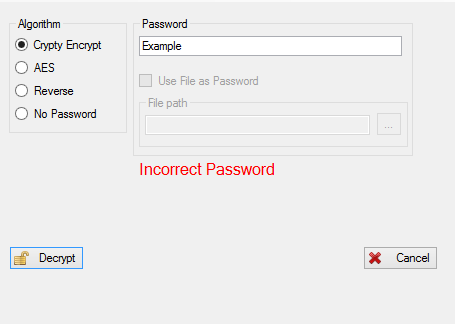 Algorithm
Crypty Encrypt
AES
Reverse
No Password
Password
Example
Use File as Password
File path
...
Incorrect Password
Decrypt
Cancel